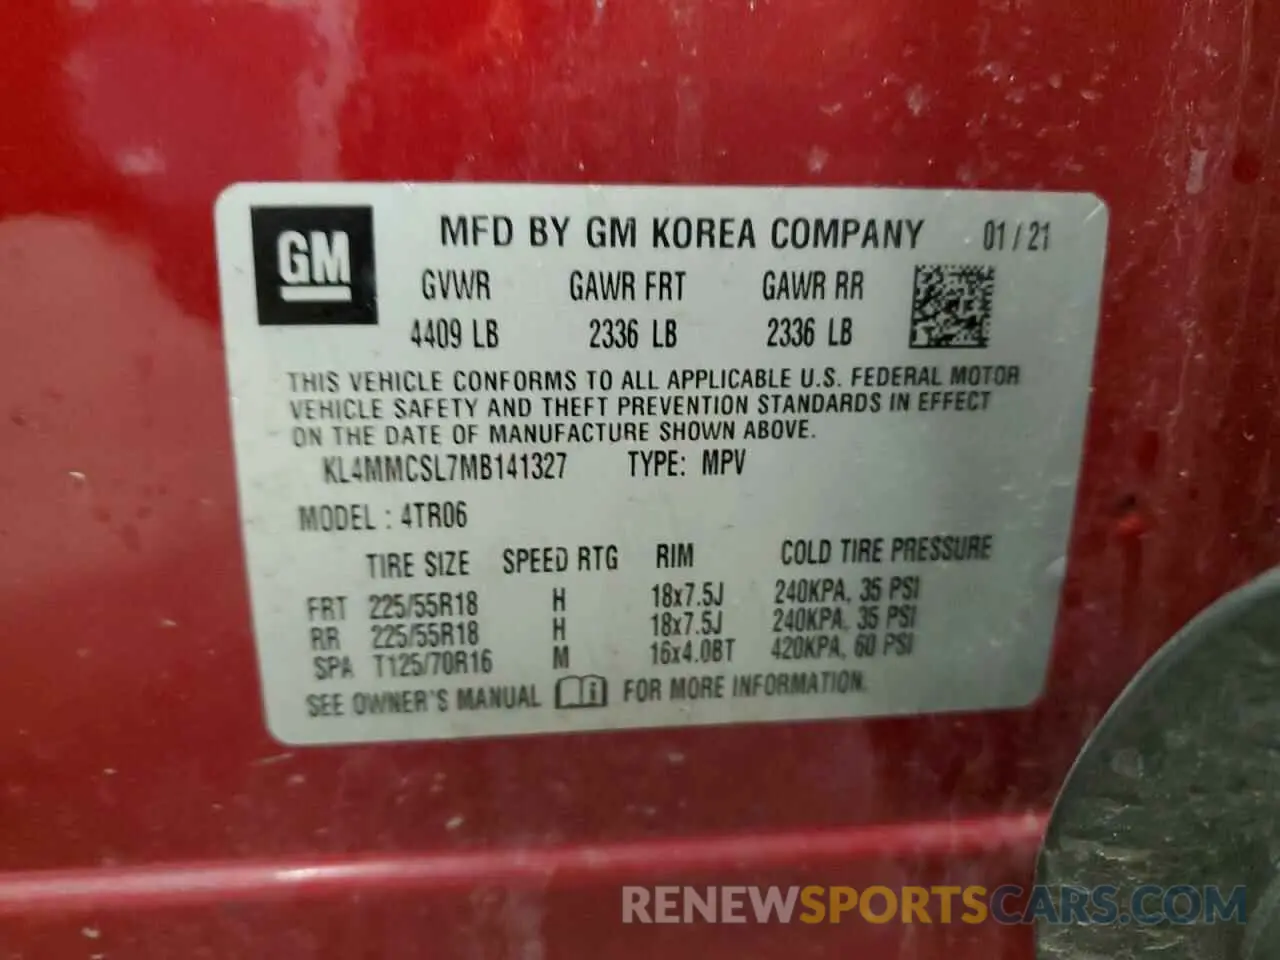 GM
MFD BY GM KOREA COMPANY 01/21
GVWR GAWR FRT GAWR RR
4409 LB 2336 LB 2336 LB
THIS VEHICLE CONFORMS TO ALL APPLICABLE U.S. FEDERAL MOTOR
VEHICLE SAFETY AND THEFT PREVENTION STANDARDS IN EFFECT
ON THE DATE OF MANUFACTURE SHOWN ABOVE.
KL4MMCSL7MB141327 TYPE: MPV
MODEL : 4TR06
TIRE SIZE SPEED RTG RIM COLD TIRE PRESSURE
FRT 225/55R18 H 18x7.5J 240KPA, 35 PSI
RR 225/55R18 H 18x7.5J 240KPA, 35 PSI
SPA T125/70R16 M 16x4.0BT 420KPA, 60 PSI
SEE OWNER'S MANUAL FOR MORE INFORMATION.
RENEWSPORTSCARS.COM